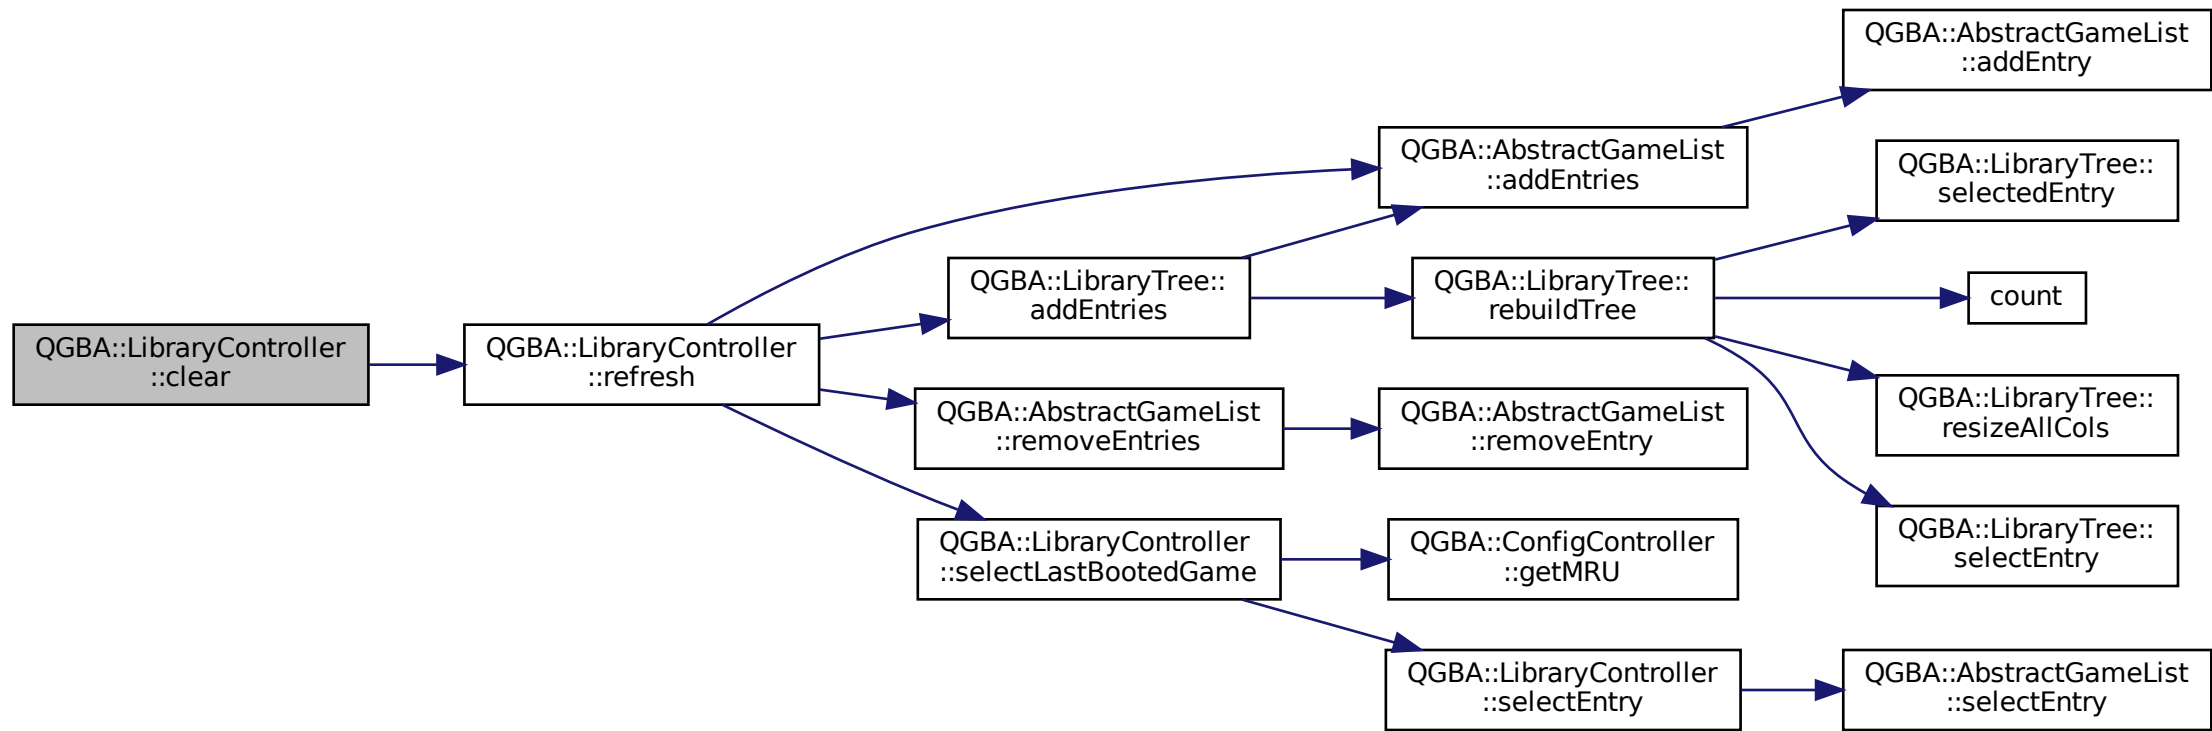 QGBA::LibraryController
::clear
QGBA::LibraryController
::refresh
QGBA::AbstractGameList
::addEntries
QGBA::AbstractGameList
::addEntry
QGBA::LibraryTree::
addEntries
QGBA::LibraryTree::
rebuildTree
QGBA::LibraryTree::
selectedEntry
count
QGBA::LibraryTree::
resizeAllCols
QGBA::LibraryTree::
selectEntry
QGBA::AbstractGameList
::removeEntries
QGBA::AbstractGameList
::removeEntry
QGBA::LibraryController
::selectLastBootedGame
QGBA::ConfigController
::getMRU
QGBA::LibraryController
::selectEntry
QGBA::AbstractGameList
::selectEntry